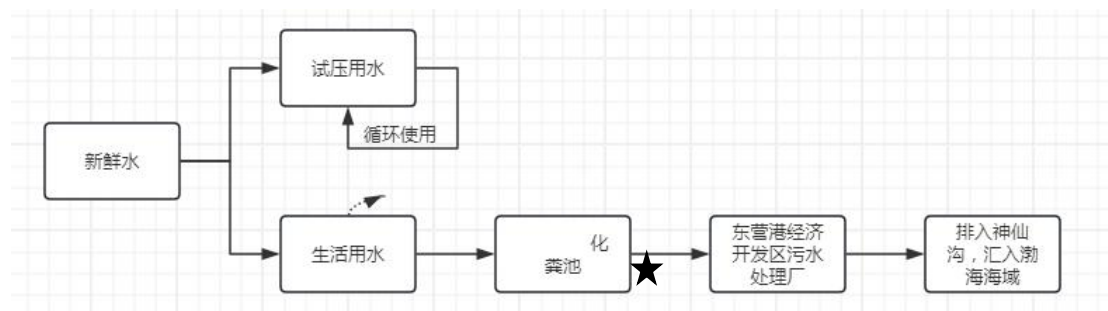 试压用水
循环使用
新鲜水
生活用水
化
粪池
东营港经济
开发区污水
处理厂
排入神仙
沟，汇入渤
海海域